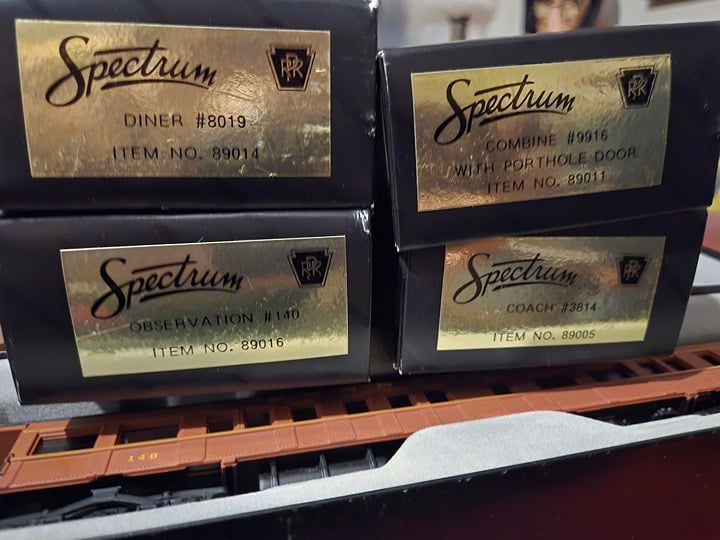 Spectrum
PRR
DINER #8019
ITEM NO. 89014
Spectrum
PRR
COMBINE #9916
WITH PORTHOLE DOOR
ITEM NO. 89011
Spectrum
PRR
OBSERVATION #140
ITEM NO. 89016
Spectrum
PRR
COACH #3814
ITEM NO. 89005
140